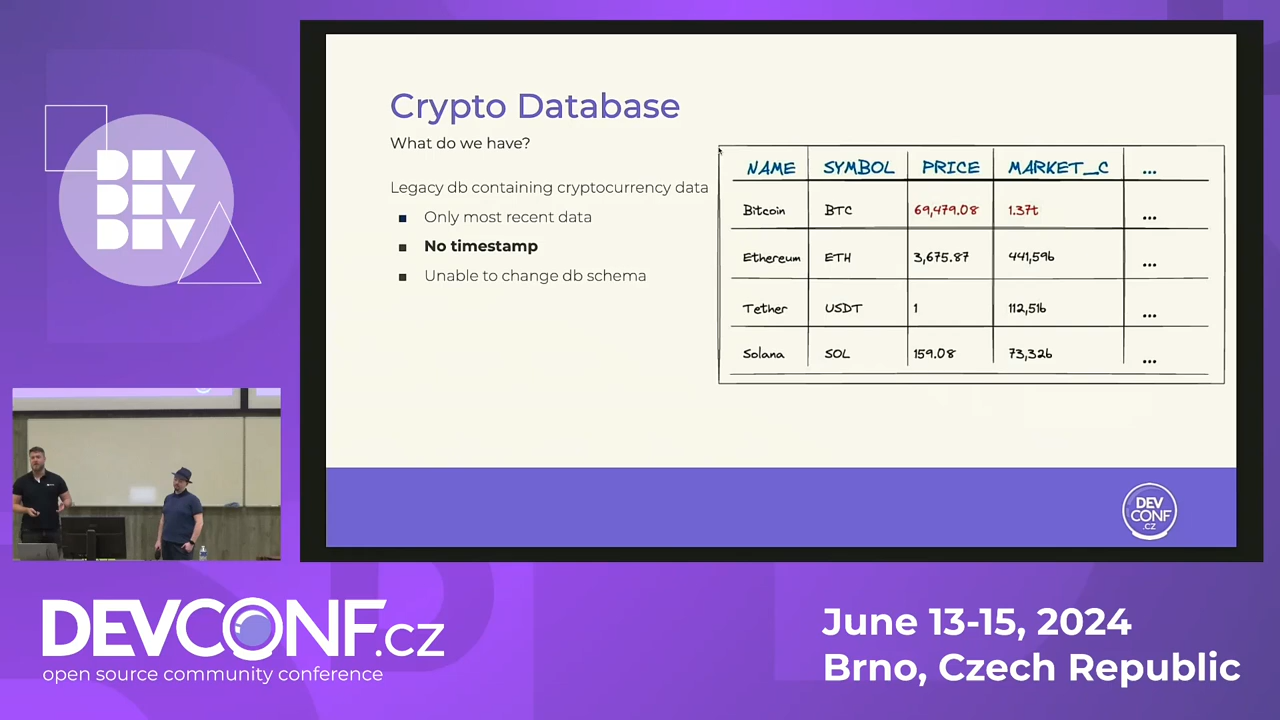 DEV
DEV
DEV
Crypto Database
What do we have?
Legacy db containing cryptocurrency data
Only most recent data
No timestamp
Unable to change db schema
NAME SYMBOL PRICE MARKET_C ...
Bitcoin BTC 69,479.08 1.37t ...
Ethereum ETH 3,675.87 441,59b ...
Tether USDT 1 112,51b ...
Solana SOL 159.08 73,32b ...
DEV
CONF
.CZ
DEVCONF.cz
open source community conference
June 13-15, 2024
Brno, Czech Republic